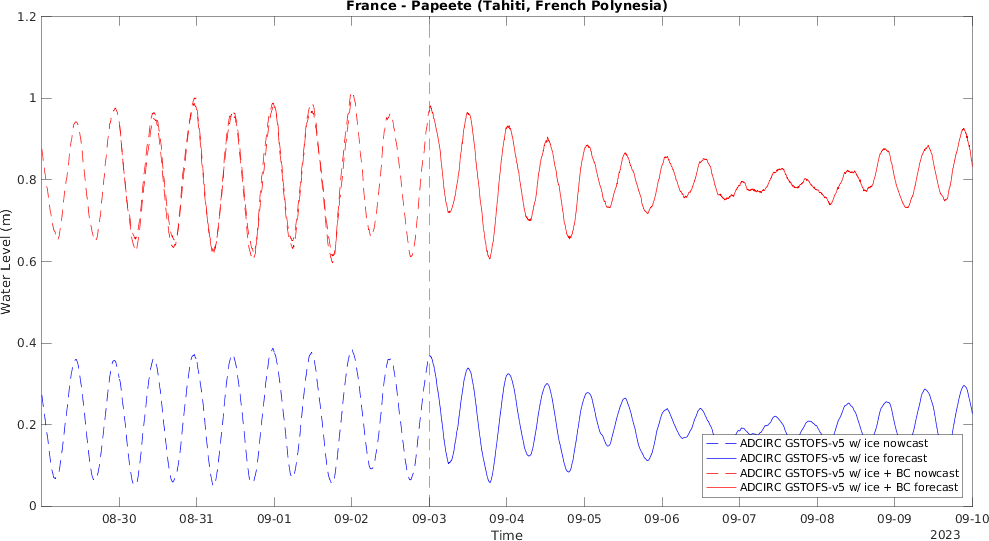 France - Papeete (Tahiti, French Polynesia)
1.2
1
0.8
0.6
0.4
0.2
0
Water Level (m)
ADCIRC GSTOFS-v5 w/ ice nowcast
ADCIRC GSTOFS-v5 w/ ice forecast
ADCIRC GSTOFS-v5 w/ ice + BC nowcast
ADCIRC GSTOFS-v5 w/ ice + BC forecast
08-30 08-31 09-01 09-02 09-03 09-04 09-05 09-06 09-07 09-08 09-09 09-10
Time
2023